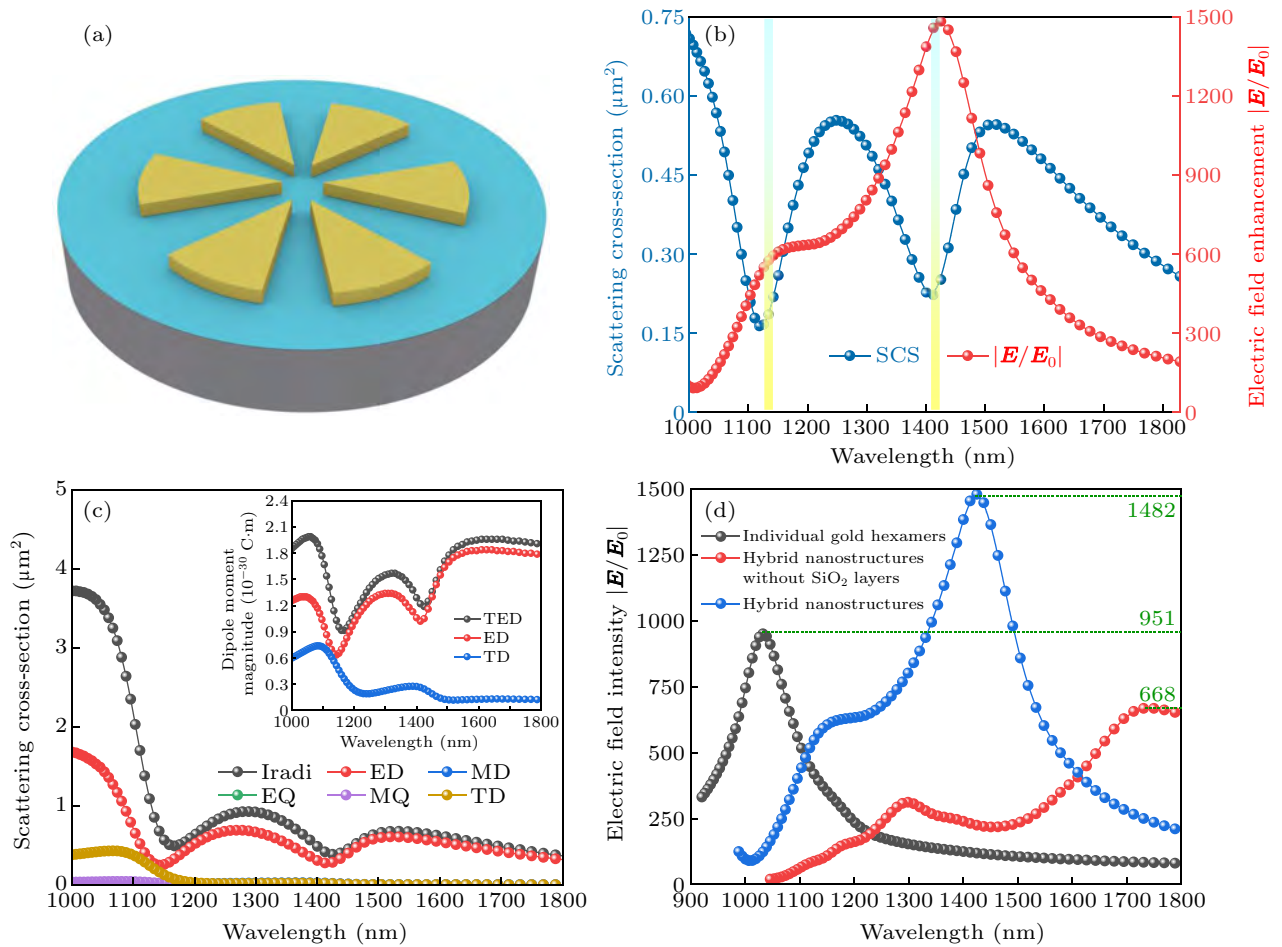 (a)
(b)
0.75
0.60
0.45
0.30
0.15
0
Scattering cross-section (μm²)
1500
1200
900
600
300
0
Electric field enhancement |E/E₀|
SCS
|E/E₀|
1000 1100 1200 1300 1400 1500 1600 1700 1800
Wavelength (nm)
(c)
5
4
3
2
1
0
Scattering cross-section (μm²)
2.4
2.1
1.8
1.5
1.2
0.9
0.6
0.3
0
Dipole moment
magnitude (10⁻³⁰ C·m)
TED
ED
TD
1000 1200 1400 1600 1800
Wavelength (nm)
Iradi ED MD
EQ MQ TD
1000 1100 1200 1300 1400 1500 1600 1700 1800
Wavelength (nm)
(d)
1500
1250
1000
750
500
250
0
Electric field intensity |E/E₀|
Individual gold hexamers
Hybrid nanostructures
without SiO₂ layers
Hybrid nanostructures
1482
951
668
900 1000 1100 1200 1300 1400 1500 1600 1700 1800
Wavelength (nm)